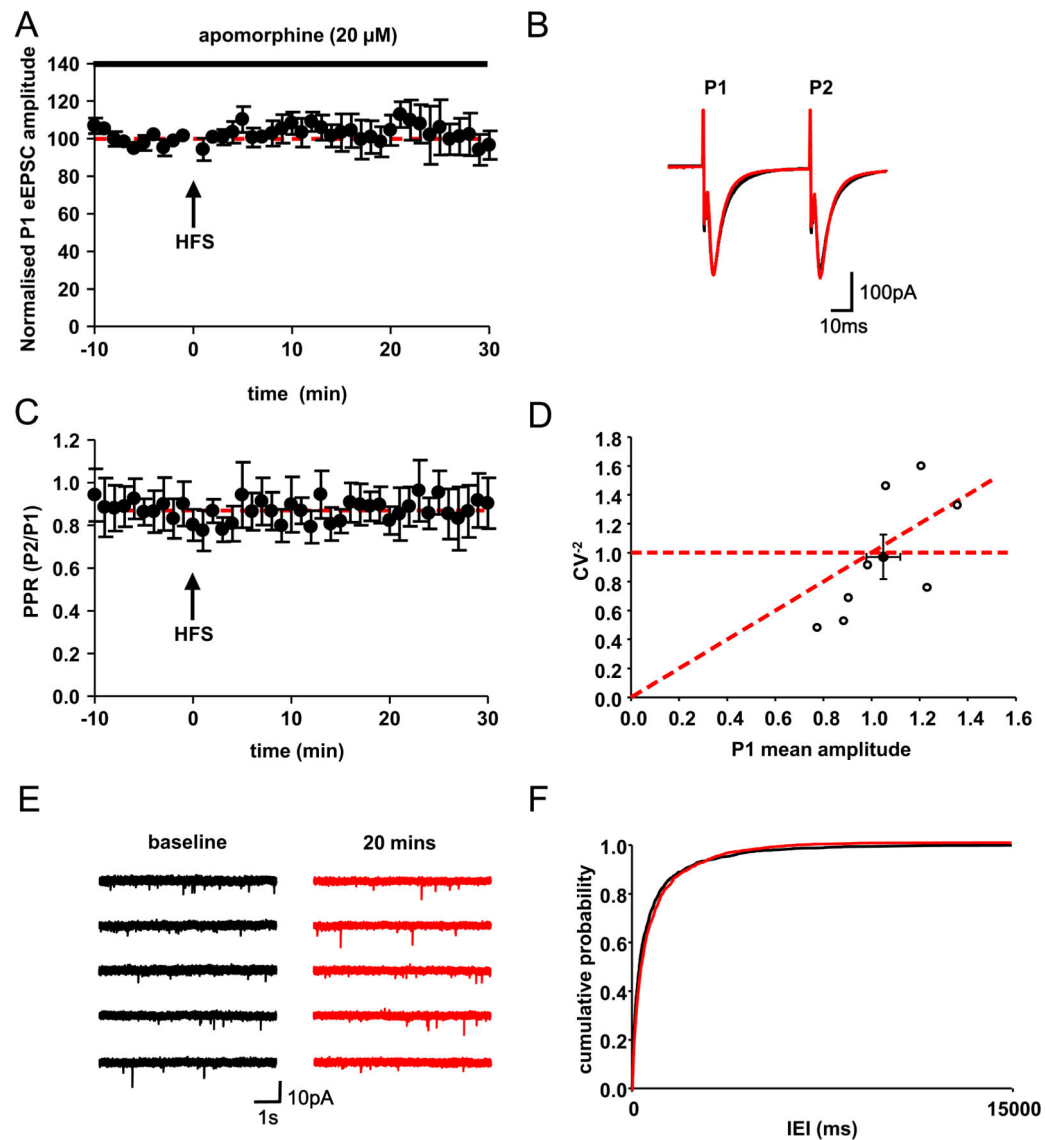 A
apomorphine (20 µM)
Normalised P1 eEPSC amplitude
140
120
100
80
60
40
20
0
HFS
-10 0 10 20 30
time (min)
B
P1 P2
100pA
10ms
C
PPR (P2/P1)
1.2
1.0
0.8
0.6
0.4
0.2
0.0
HFS
-10 0 10 20 30
time (min)
D
CV-2
1.8
1.6
1.4
1.2
1.0
0.8
0.6
0.4
0.2
0.0
0.0 0.2 0.4 0.6 0.8 1.0 1.2 1.4 1.6
P1 mean amplitude
E
baseline 20 mins
10pA
1s
F
cumulative probability
1.0
0.8
0.6
0.4
0.2
0
0 15000
IEI (ms)